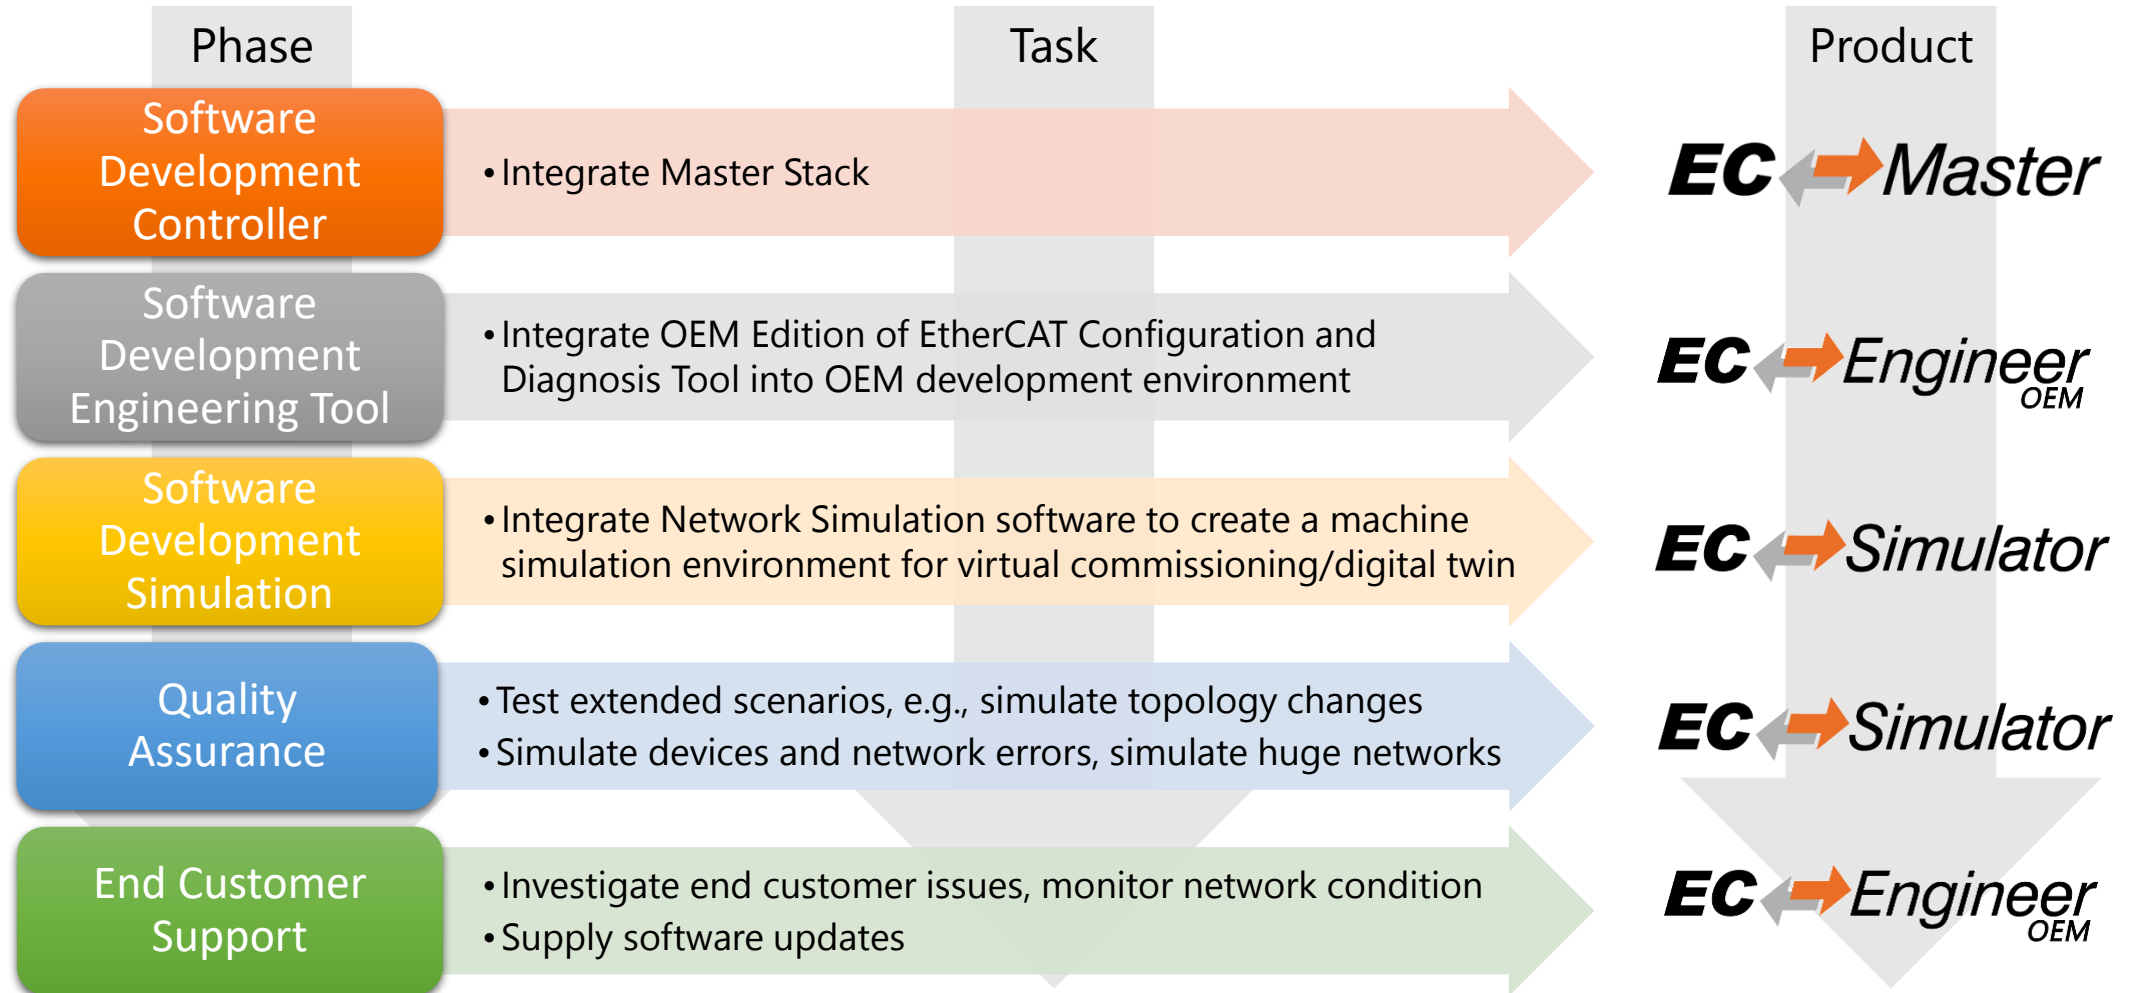 Phase
Task
Product
Software
Development
Controller
• Integrate Master Stack
EC Master
Software
Development
Engineering Tool
• Integrate OEM Edition of EtherCAT Configuration and
Diagnosis Tool into OEM development environment
EC Engineer
OEM
Software
Development
Simulation
• Integrate Network Simulation software to create a machine
simulation environment for virtual commissioning/digital twin
EC Simulator
Quality
Assurance
• Test extended scenarios, e.g., simulate topology changes
• Simulate devices and network errors, simulate huge networks
EC Simulator
End Customer
Support
• Investigate end customer issues, monitor network condition
• Supply software updates
EC Engineer
OEM